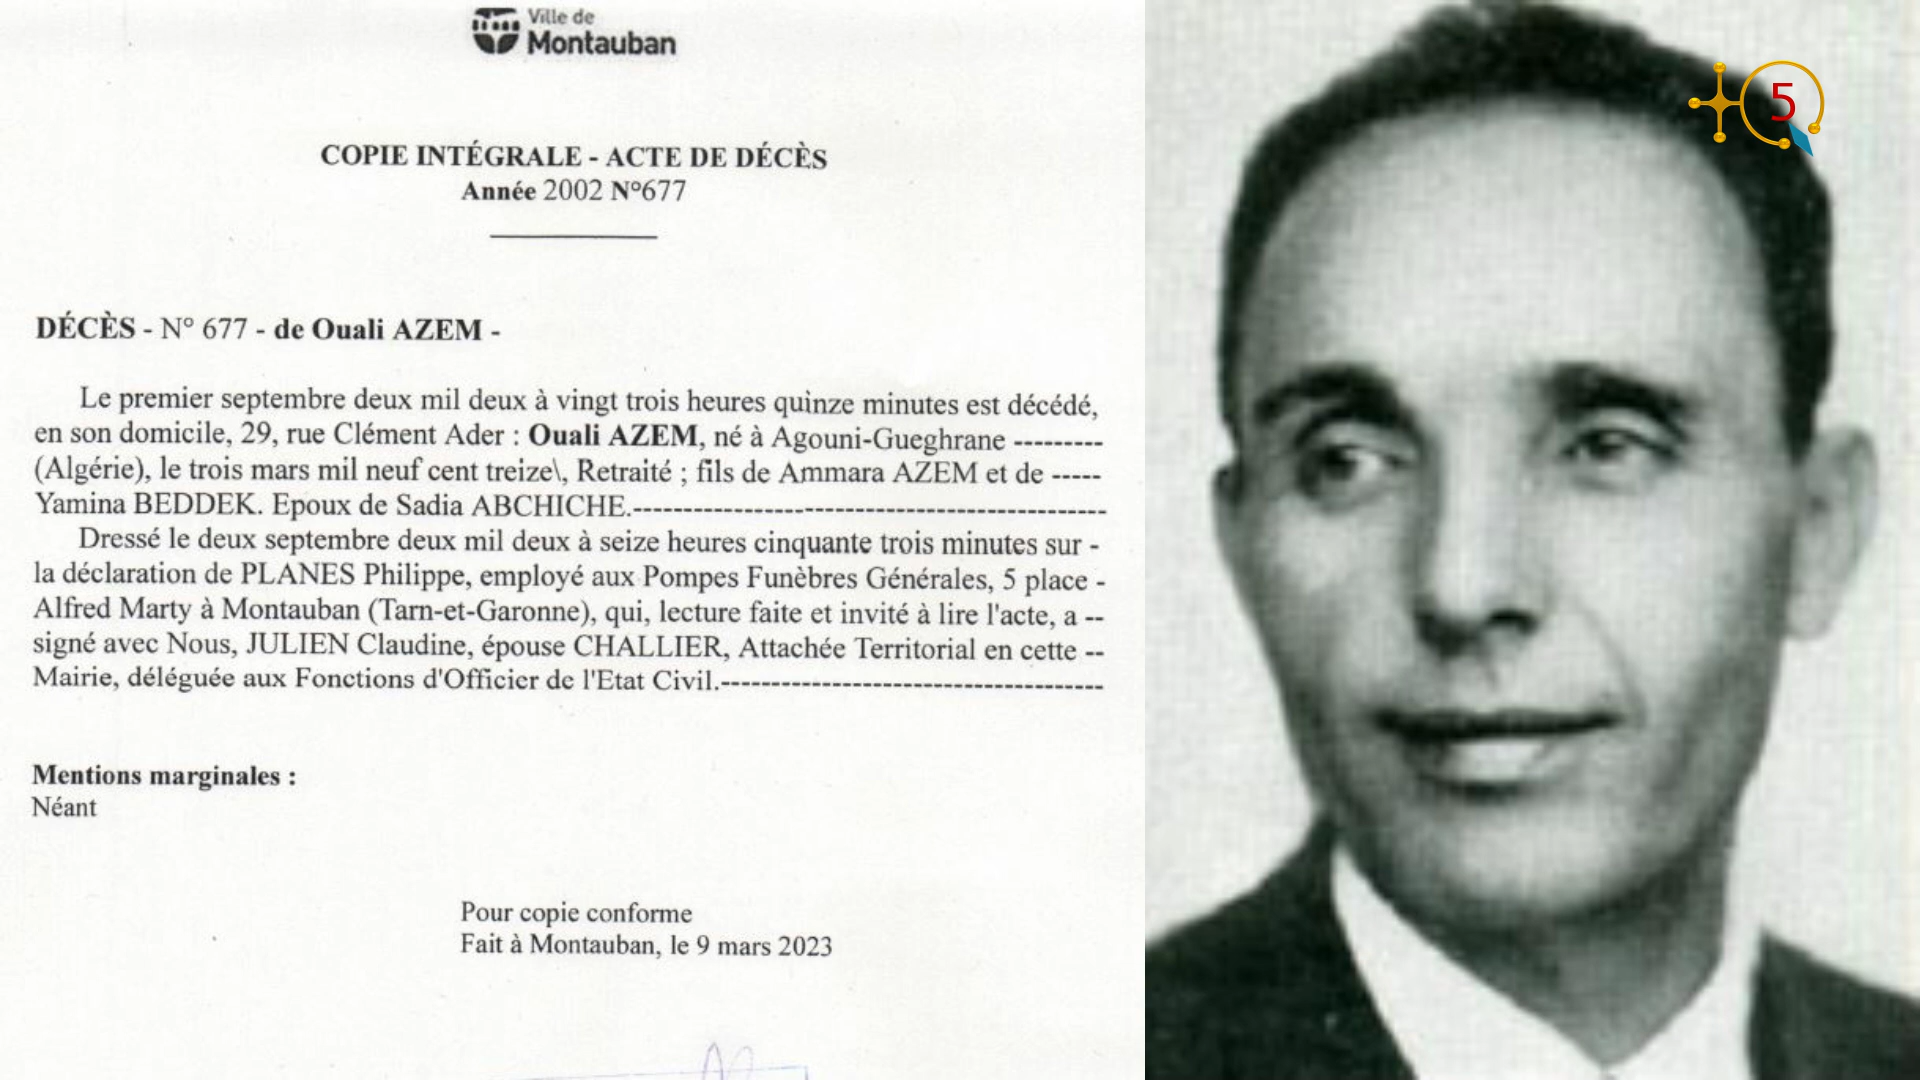 Ville de
Montauban
COPIE INTÉGRALE - ACTE DE DÉCÈS
Année 2002 N°677
DÉCÈS - N° 677 - de Ouali AZEM -
Le premier septembre deux mil deux à vingt trois heures quinze minutes est décédé,
en son domicile, 29, rue Clément Ader : Ouali AZEM, né à Agouni-Gueghrane ---------
(Algérie), le trois mars mil neuf cent treize\, Retraité ; fils de Ammara AZEM et de -----
Yamina BEDDEK. Epoux de Sadia ABCHICHE.-----------------------------------------------
Dressé le deux septembre deux mil deux à seize heures cinquante trois minutes sur -
la déclaration de PLANES Philippe, employé aux Pompes Funèbres Générales, 5 place -
Alfred Marty à Montauban (Tarn-et-Garonne), qui, lecture faite et invité à lire l'acte, a --
signé avec Nous, JULIEN Claudine, épouse CHALLIER, Attachée Territorial en cette --
Mairie, déléguée aux Fonctions d'Officier de l'Etat Civil.--------------------------------------
Mentions marginales :
Néant
Pour copie conforme
Fait à Montauban, le 9 mars 2023
5